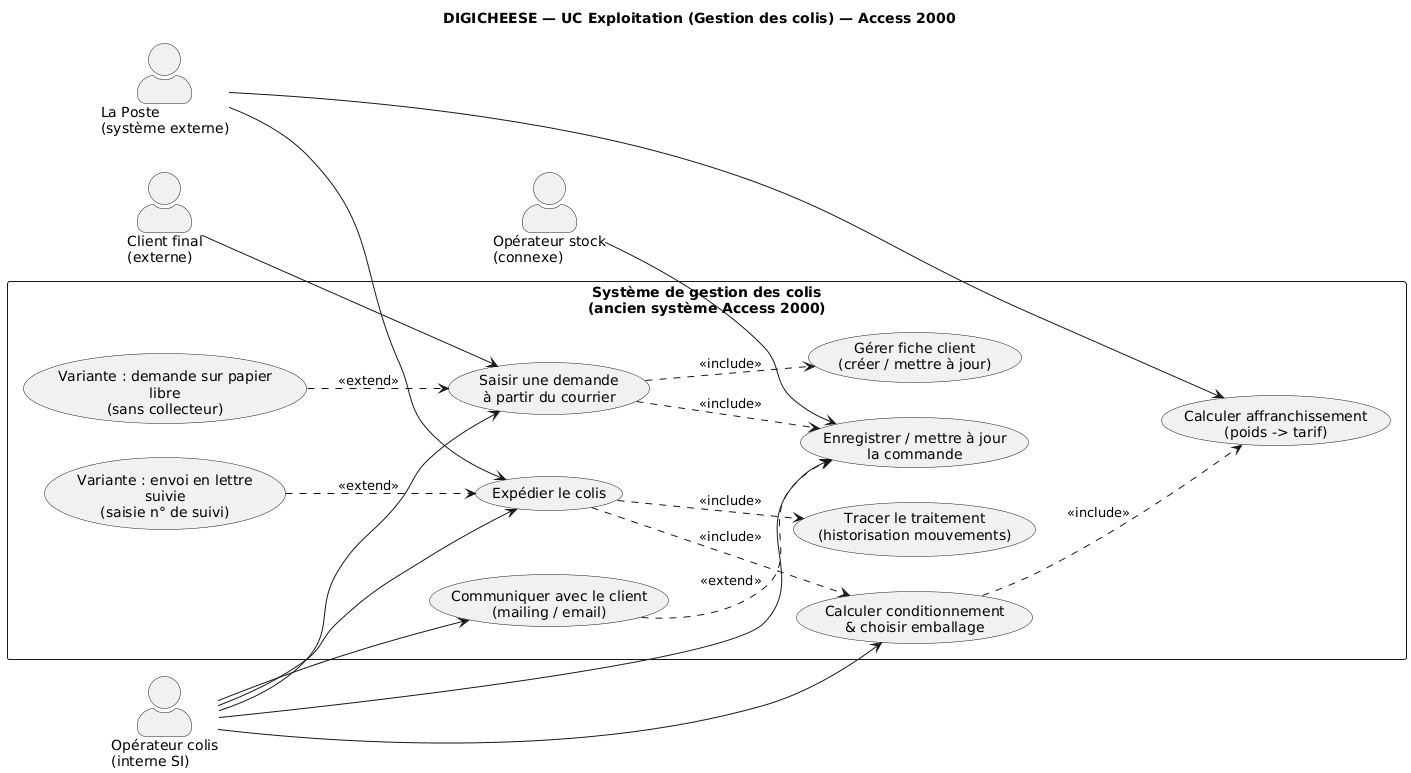 DIGICHEESE — UC Exploitation (Gestion des colis) — Access 2000
La Poste
(système externe)
Client final
(externe)
Opérateur stock
(connexe)
Système de gestion des colis
(ancien système Access 2000)
Variante : demande sur papier
libre
(sans collecteur)
«extend»
Saisir une demande
à partir du courrier
«include»
«include»
Gérer fiche client
(créer / mettre à jour)
Enregistrer / mettre à jour
la commande
Calculer affranchissement
(poids -> tarif)
Variante : envoi en lettre
suivie
(saisie n° de suivi)
«extend»
Expédier le colis
«include»
«include»
Tracer le traitement
(historisation mouvements)
«include»
Communiquer avec le client
(mailing / email)
«extend»
Calculer conditionnement
& choisir emballage
Opérateur colis
(interne SI)